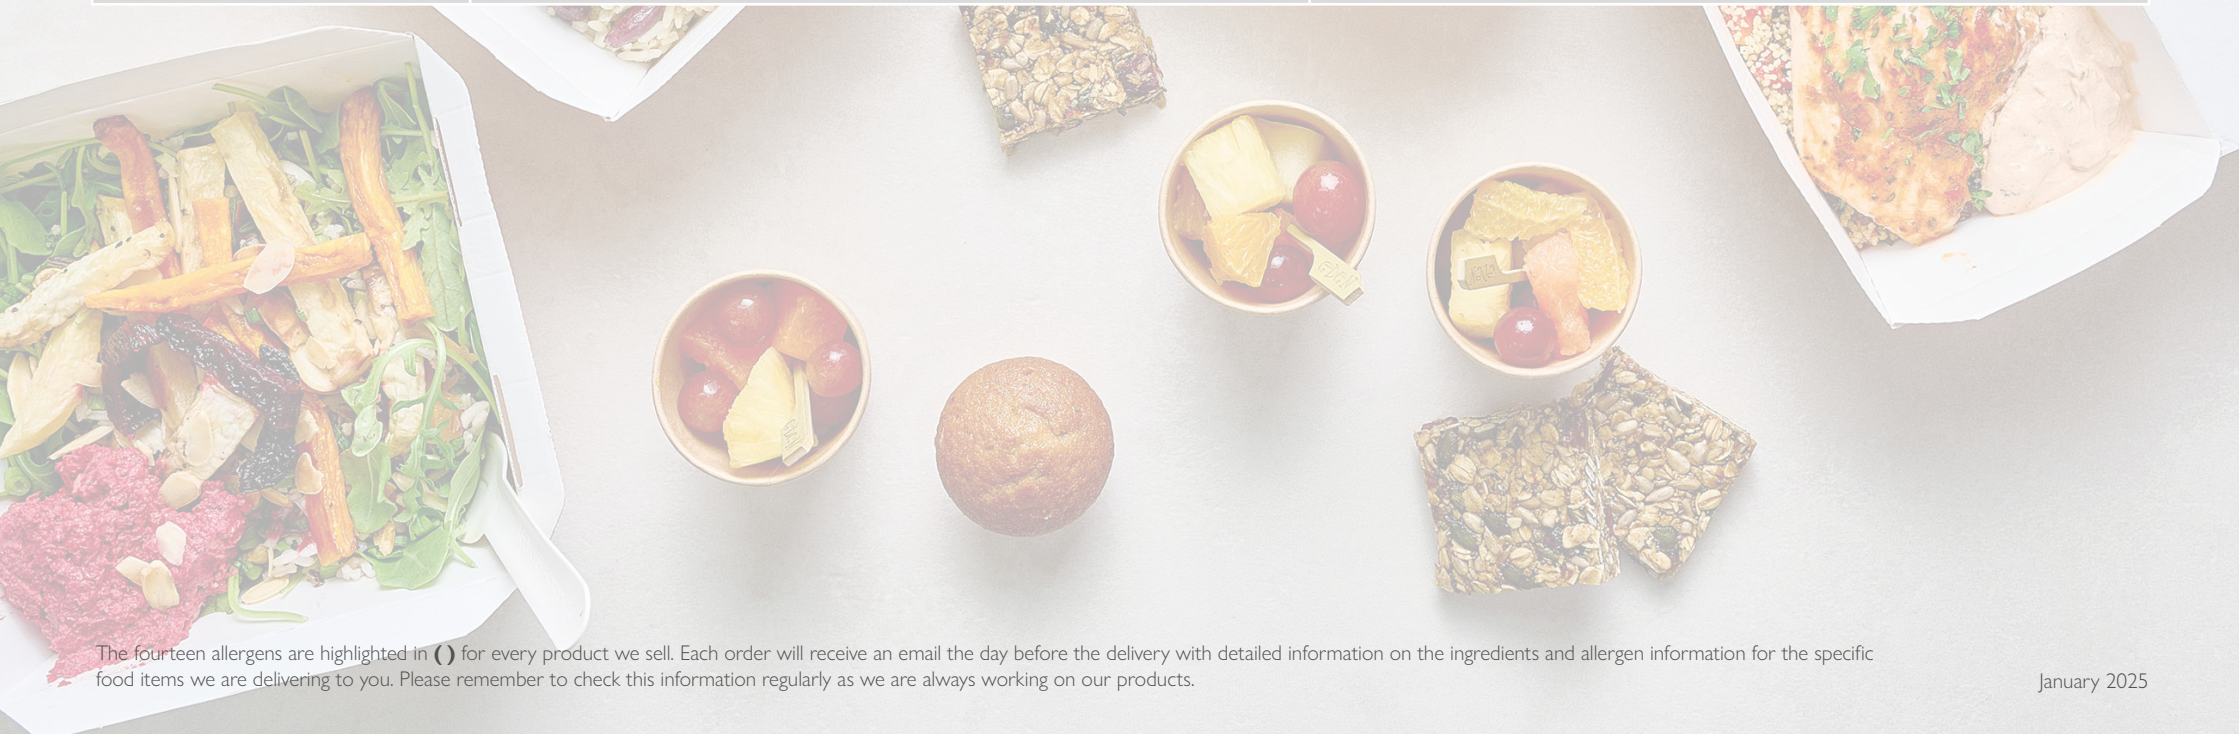 The fourteen allergens are highlighted in ( ) for every product we sell. Each order will receive an email the day before the delivery with detailed information on the ingredients and allergen information for the specific
food items we are delivering to you. Please remember to check this information regularly as we are always working on our products.
January 2025